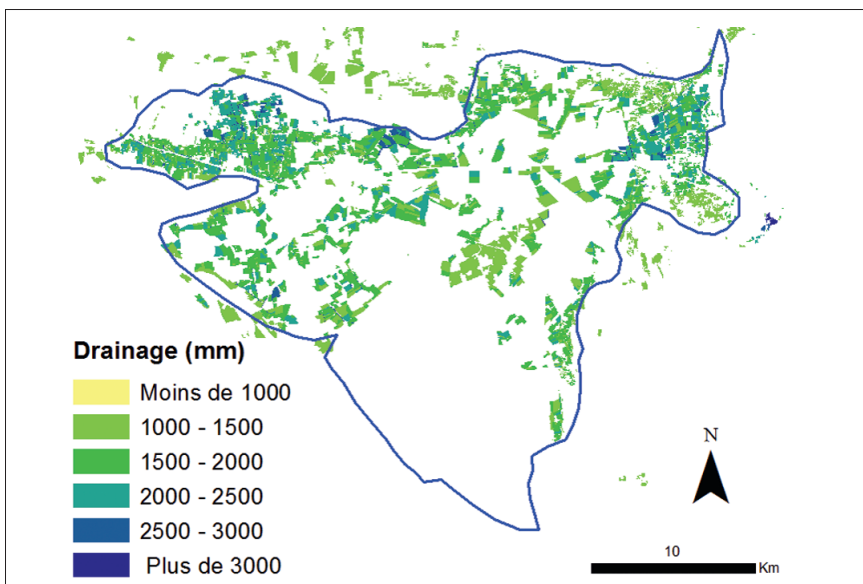 Drainage (mm)
Moins de 1000
1000 - 1500
1500 - 2000
2000 - 2500
2500 - 3000
Plus de 3000
N
10
Km